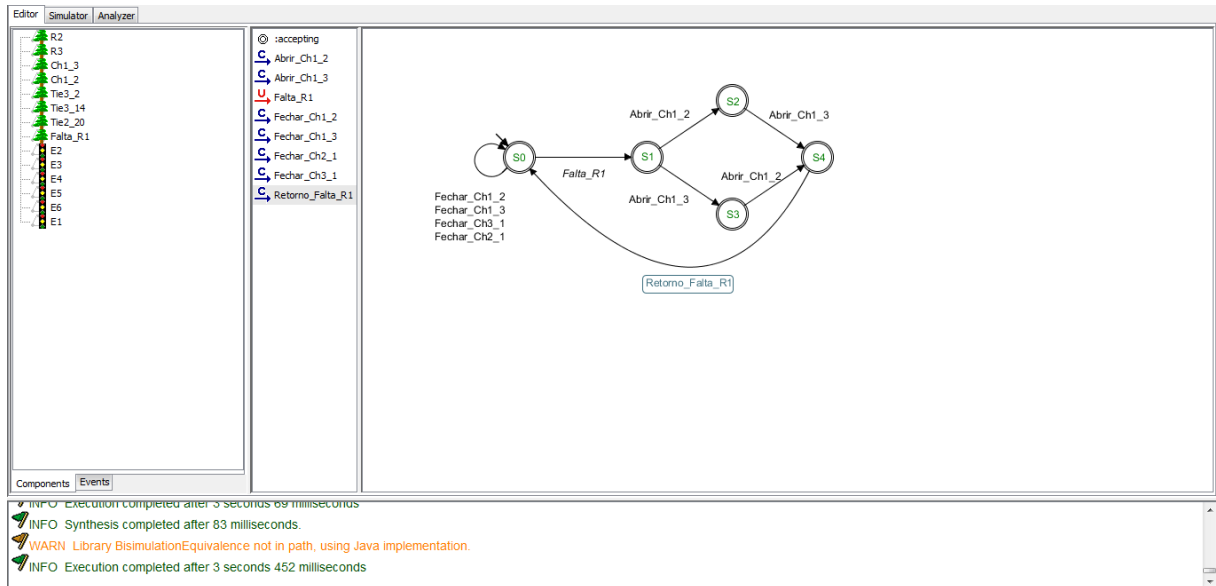 Editor Simulator Analyzer
R2
R3
Ch1_3
Ch1_2
Tie3_2
Tie3_14
Tie2_20
Falta_R1
E2
E3
E4
E5
E6
E1
Components Events
:accepting
C Abrir_Ch1_2
C Abrir_Ch1_3
U Falta_R1
C Fechar_Ch1_2
C Fechar_Ch1_3
C Fechar_Ch2_1
C Fechar_Ch3_1
C Retorno_Falta_R1
S2
Abrir_Ch1_2 Abrir_Ch1_3
S0 S1 S4
Falta_R1 Abrir_Ch1_2
Abrir_Ch1_3
S3
Fechar_Ch1_2
Fechar_Ch1_3
Fechar_Ch3_1
Fechar_Ch2_1
Retorno_Falta_R1
INFO Execution completed after 3 seconds 69 milliseconds
INFO Synthesis completed after 83 milliseconds.
WARN Library BisimulationEquivalence not in path, using Java implementation.
INFO Execution completed after 3 seconds 452 milliseconds